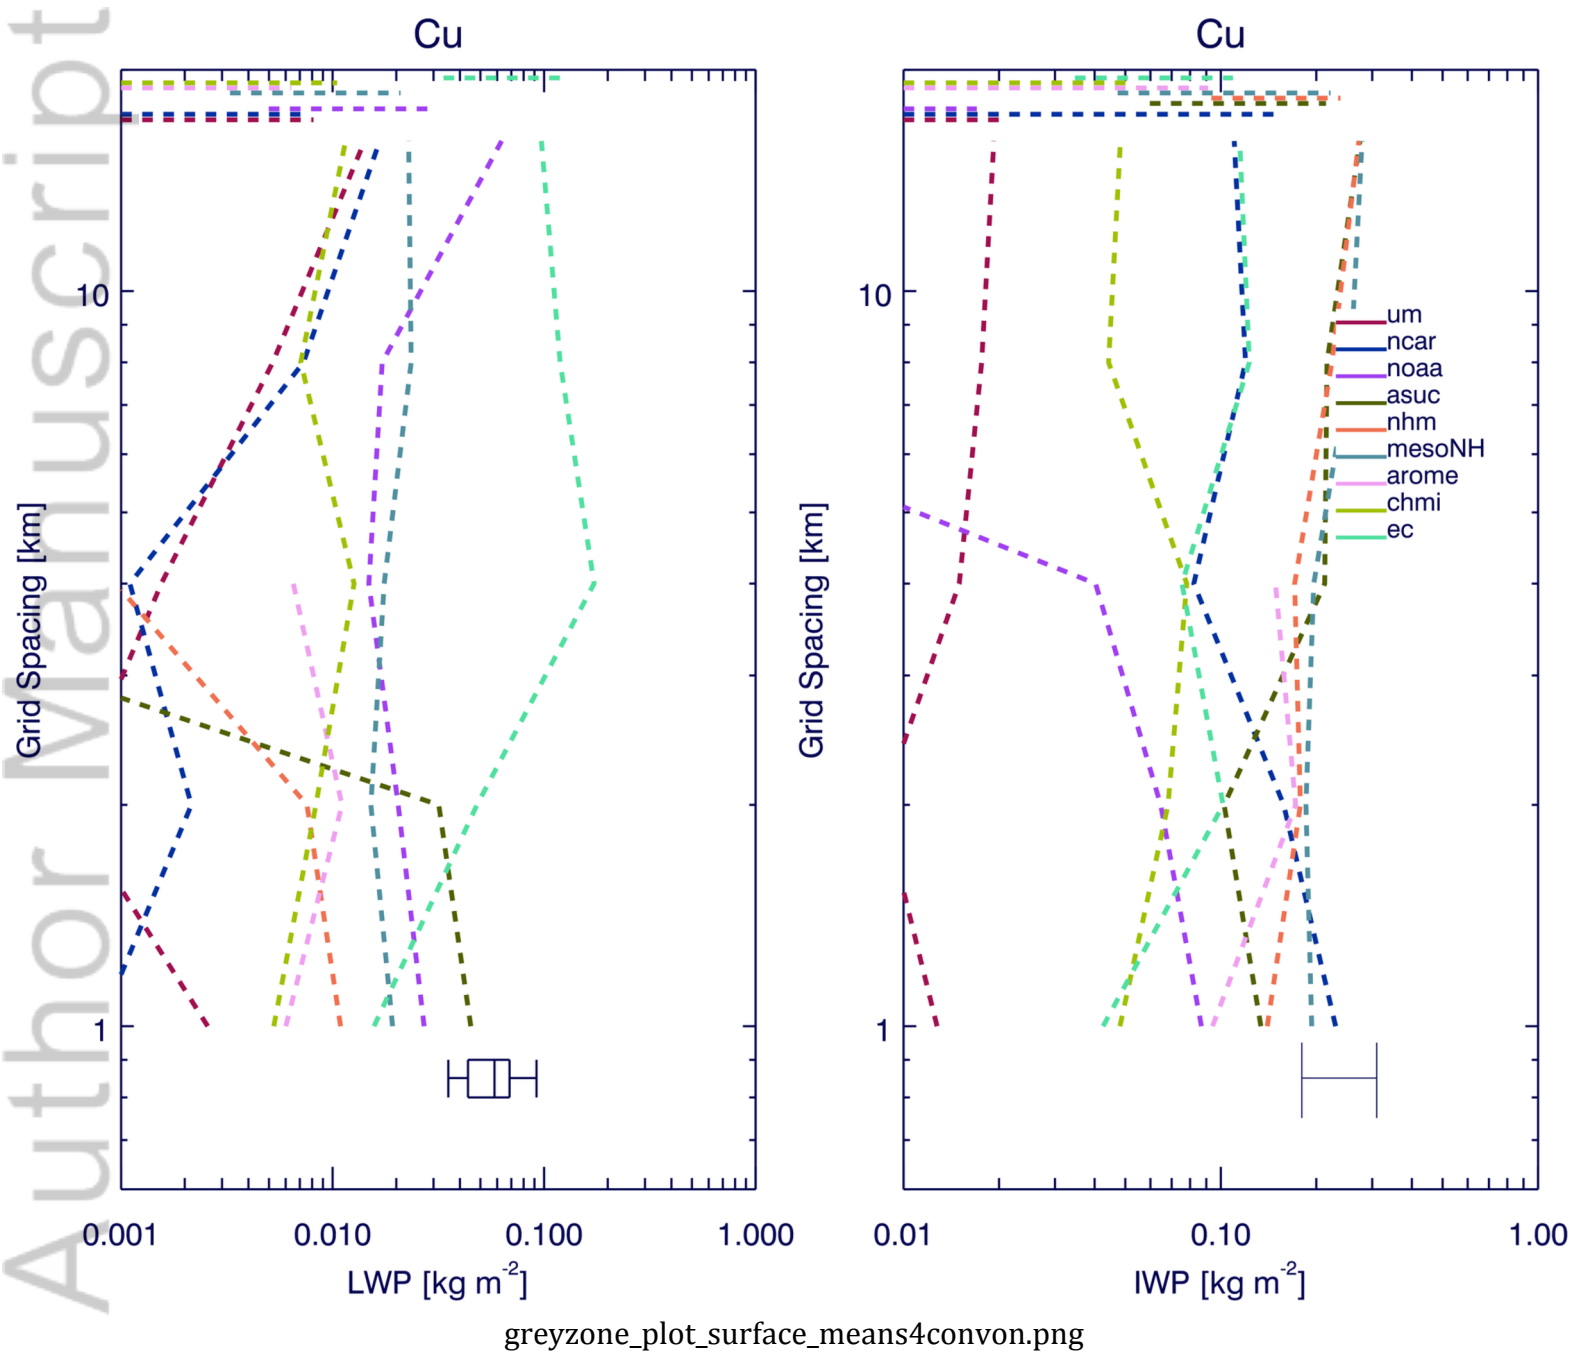 Author Manuscript
Cu
10
1
Grid Spacing [km]
0.001 0.010 0.100 1.000
LWP [kg m-2]
Cu
10
1
Grid Spacing [km]
um
ncar
noaa
asuc
nhm
mesoNH
arome
chmi
ec
0.01 0.10 1.00
IWP [kg m-2]
greyzone_plot_surface_means4convon.png